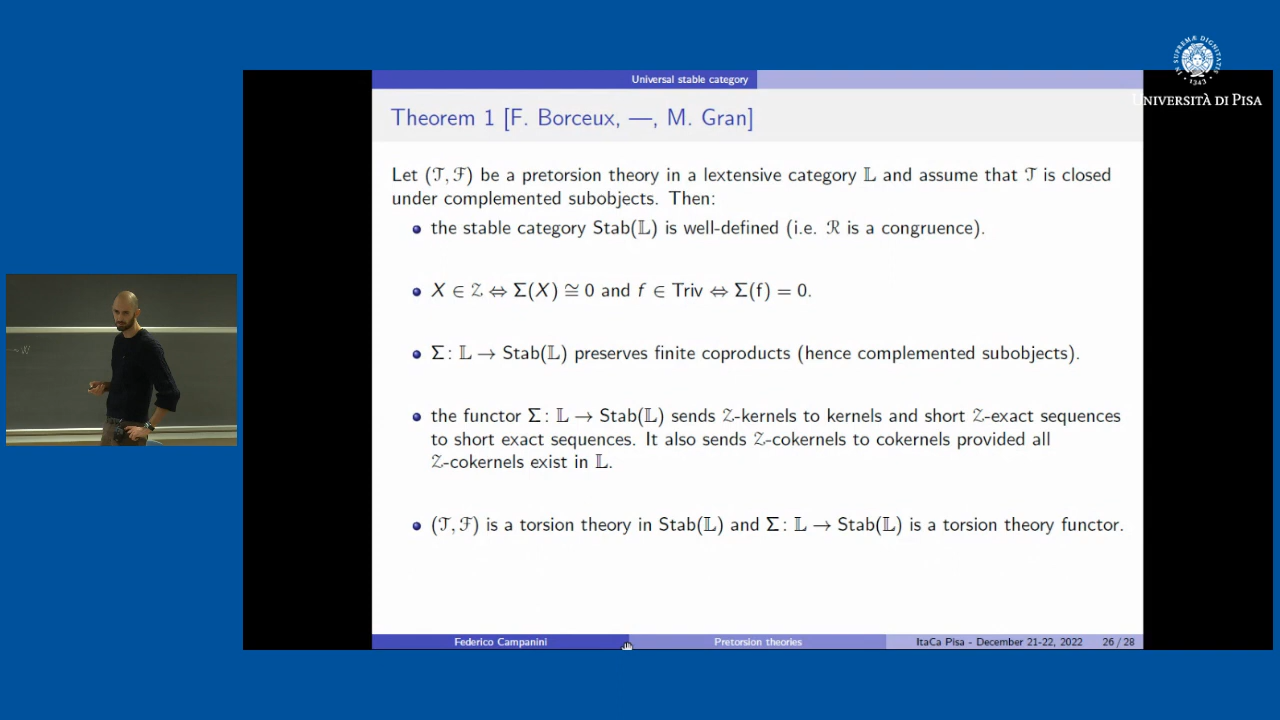 Universal stable category
IN SUPREMÆ DIGNITATIS
1343
UNIVERSITÀ DI PISA
Theorem 1 [F. Borceux, —, M. Gran]
Let (𝒯, ℱ) be a pretorsion theory in a lextensive category 𝕃 and assume that 𝒯 is closed
under complemented subobjects. Then:
• the stable category Stab(𝕃) is well-defined (i.e. ℛ is a congruence).
• X ∈ 𝒵 ⇔ Σ(X) ≅ 0 and f ∈ Triv ⇔ Σ(f) = 0.
• Σ: 𝕃 → Stab(𝕃) preserves finite coproducts (hence complemented subobjects).
• the functor Σ: 𝕃 → Stab(𝕃) sends 𝒵-kernels to kernels and short 𝒵-exact sequences
to short exact sequences. It also sends 𝒵-cokernels to cokernels provided all
𝒵-cokernels exist in 𝕃.
• (𝒯, ℱ) is a torsion theory in Stab(𝕃) and Σ: 𝕃 → Stab(𝕃) is a torsion theory functor.
Federico Campanini
Pretorsion theories
ItaCa Pisa - December 21-22, 2022
26 / 28